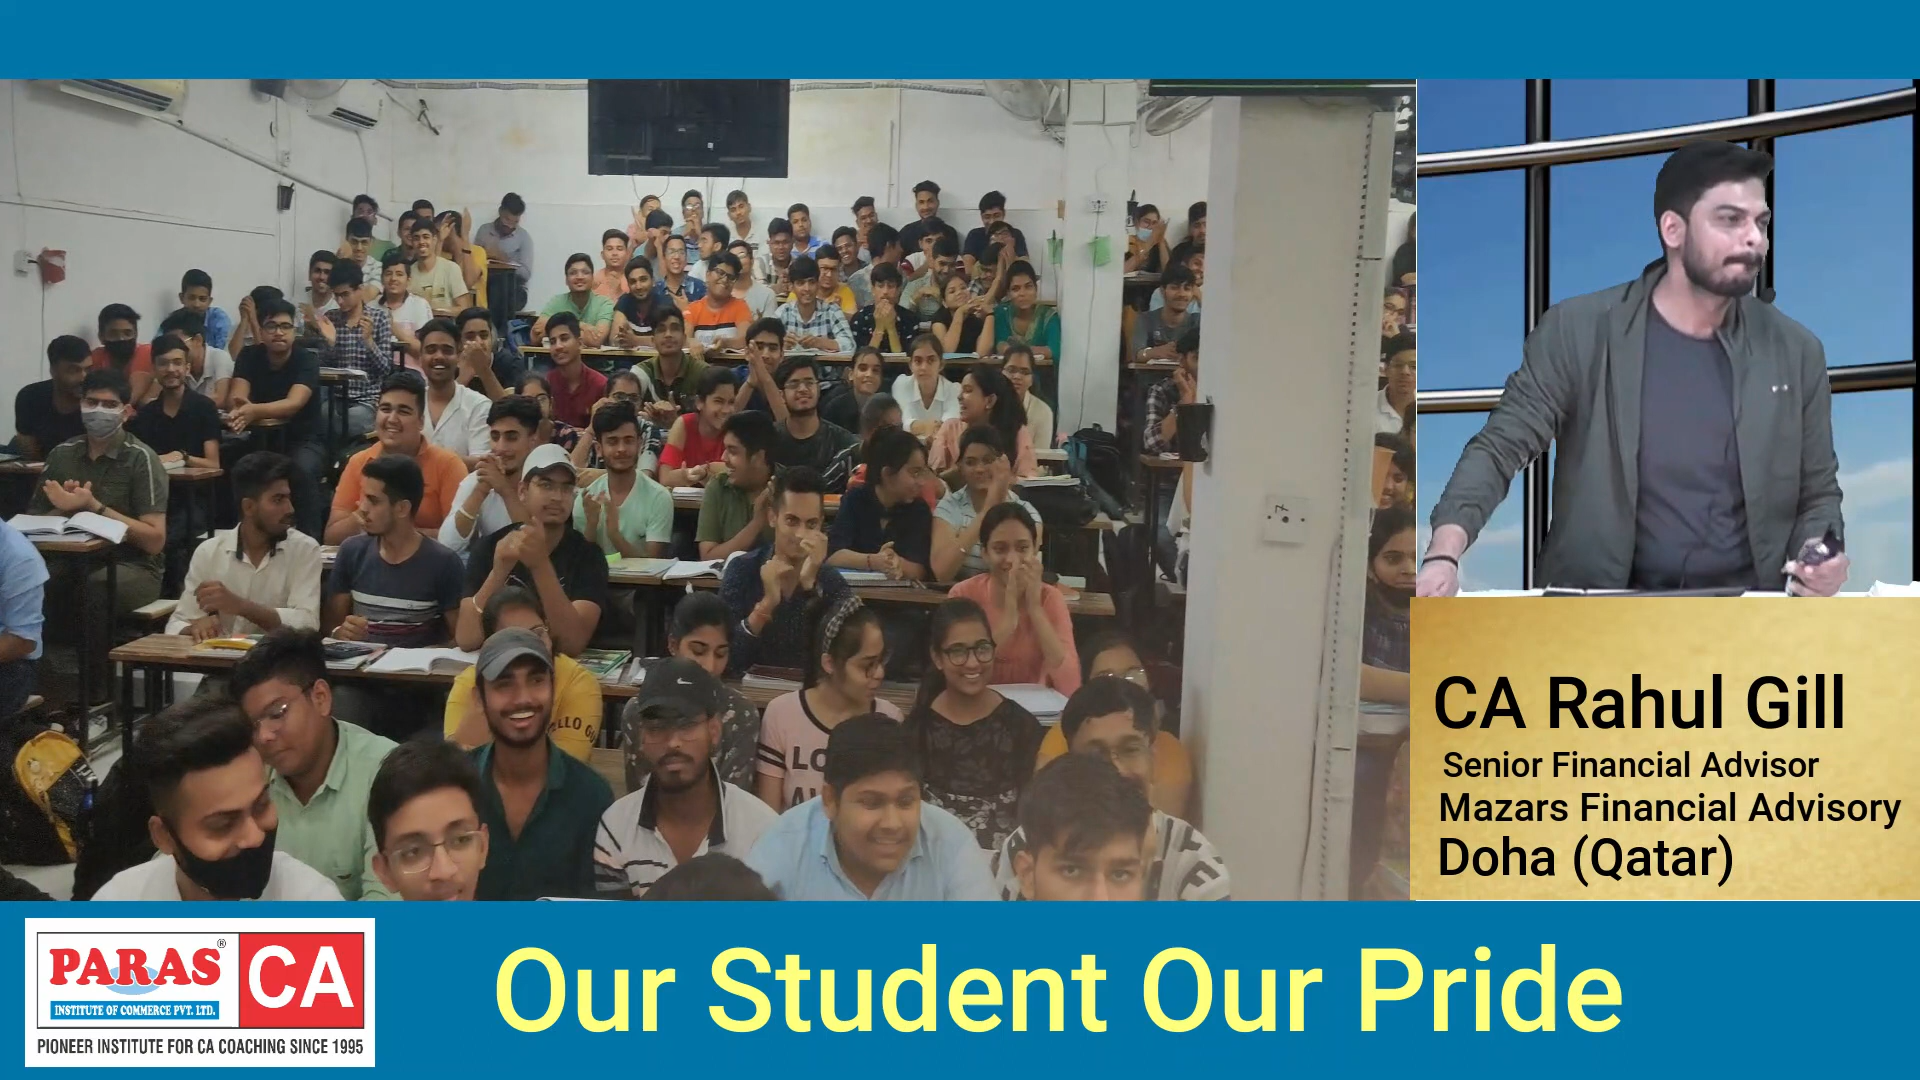 CA Rahul Gill
Senior Financial Advisor
Mazars Financial Advisory
Doha (Qatar)
PARAS® CA
INSTITUTE OF COMMERCE PVT. LTD.
PIONEER INSTITUTE FOR CA COACHING SINCE 1995
Our Student Our Pride